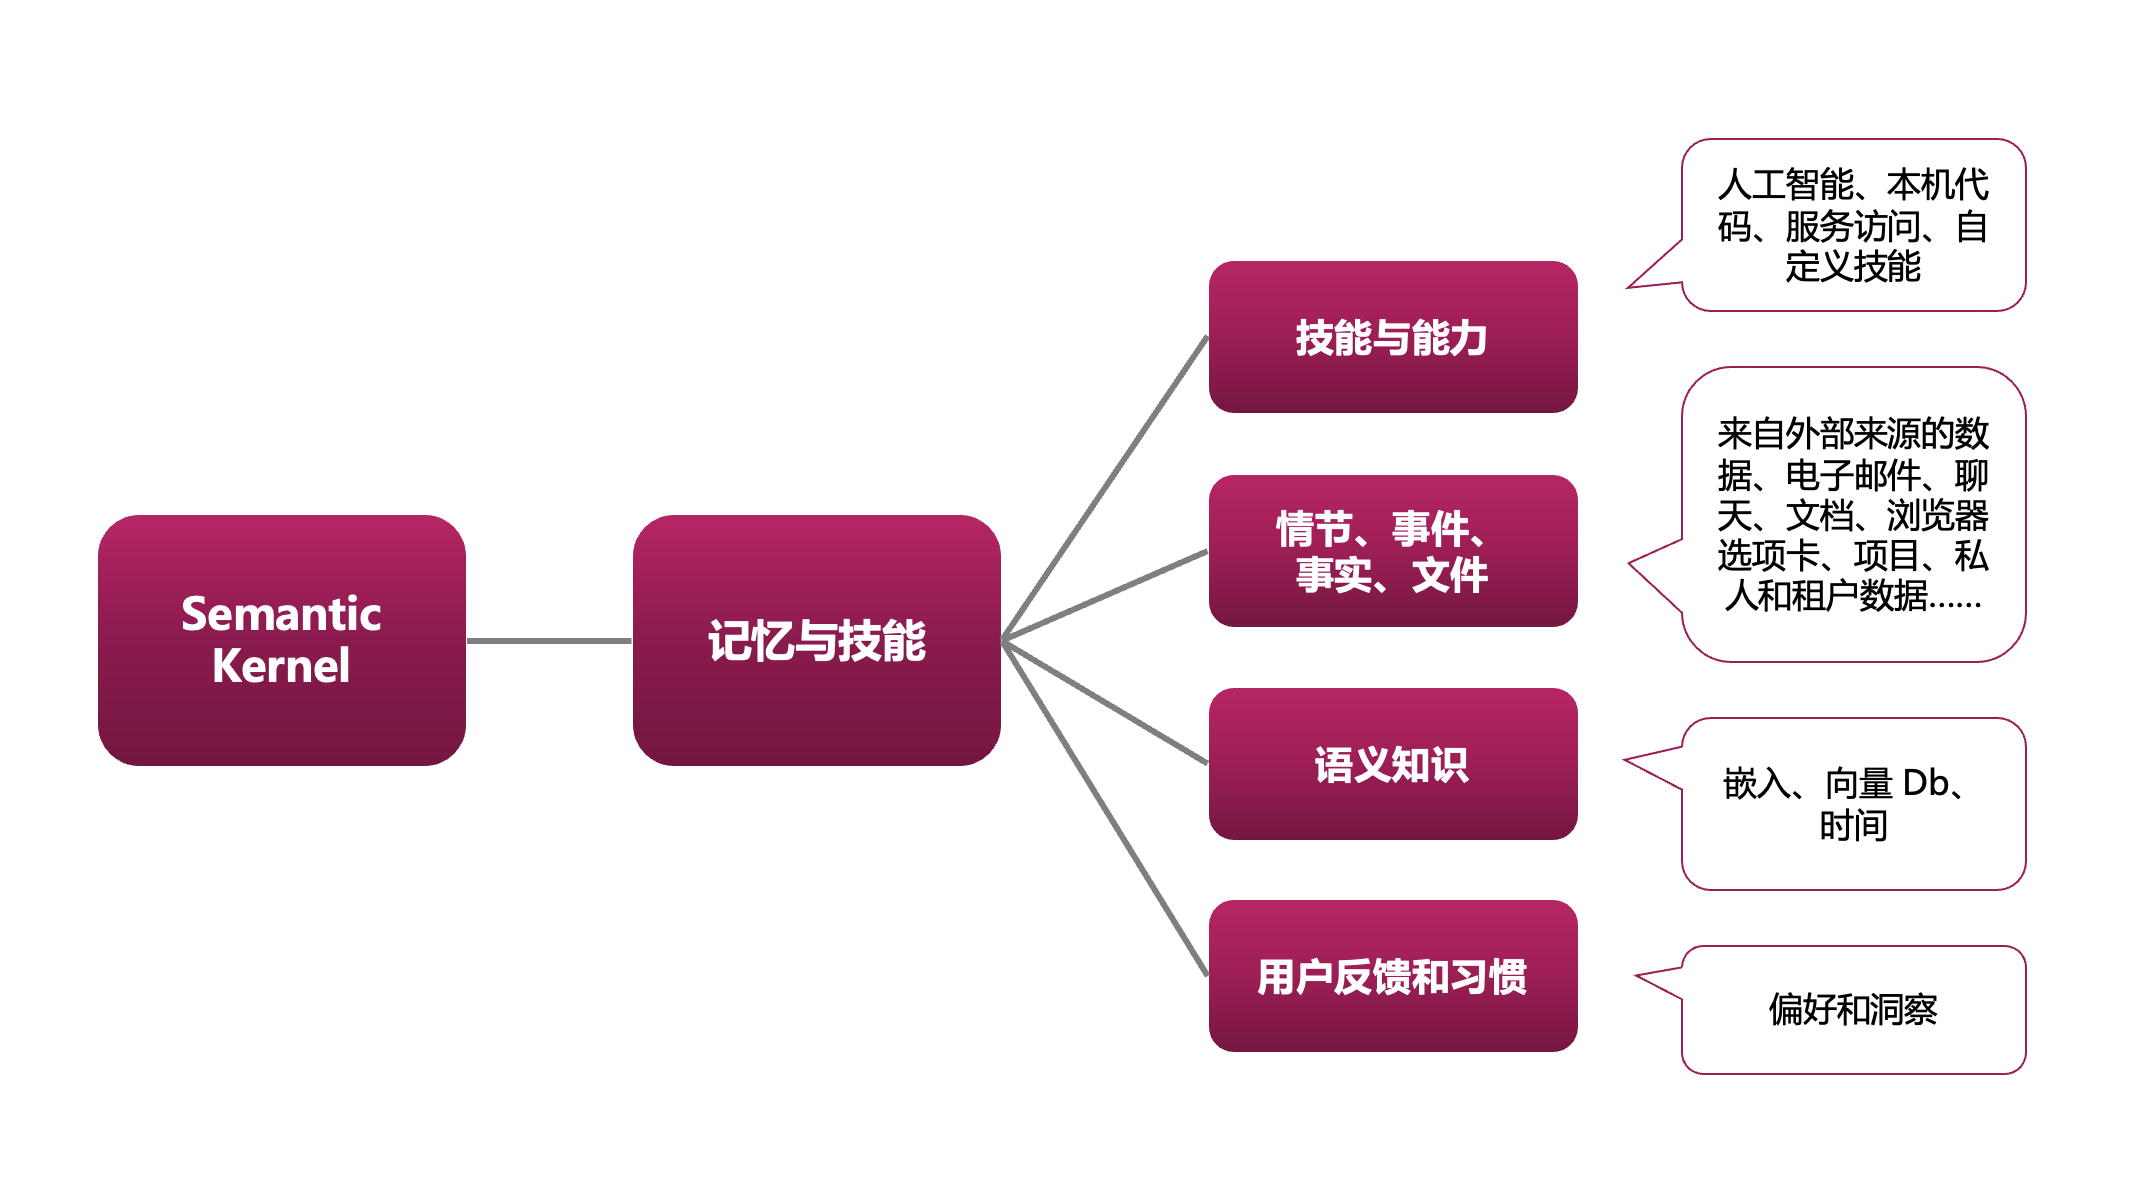 Semantic
Kernel
记忆与技能
技能与能力
人工智能、本机代
码、服务访问、自
定义技能
情节、事件、
事实、文件
来自外部来源的数
据、电子邮件、聊
天、文档、浏览器
选项卡、项目、私
人和租户数据......
语义知识
嵌入、向量 Db、
时间
用户反馈和习惯
偏好和洞察